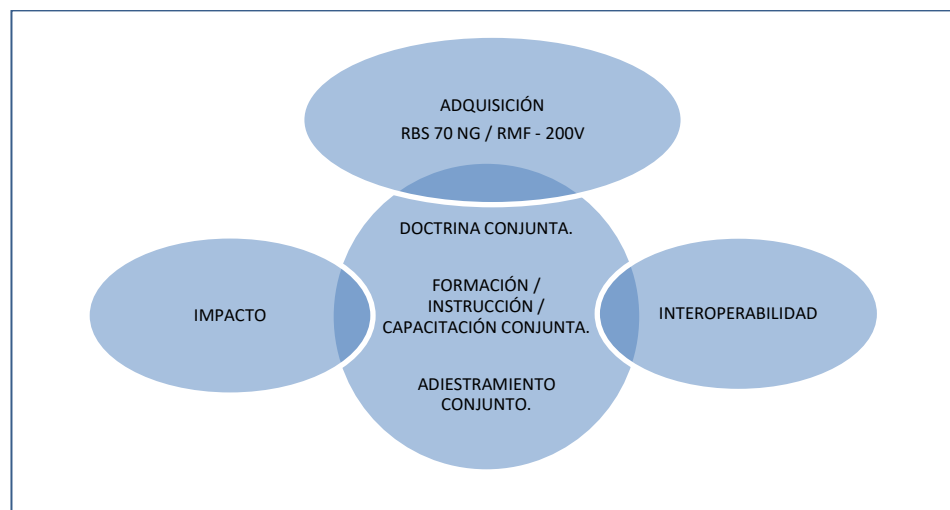 ADQUISICIÓN
RBS 70 NG / RMF - 200V
DOCTRINA CONJUNTA.
FORMACIÓN /
INSTRUCCIÓN /
CAPACITACIÓN CONJUNTA.
ADIESTRAMIENTO
CONJUNTO.
IMPACTO
INTEROPERABILIDAD